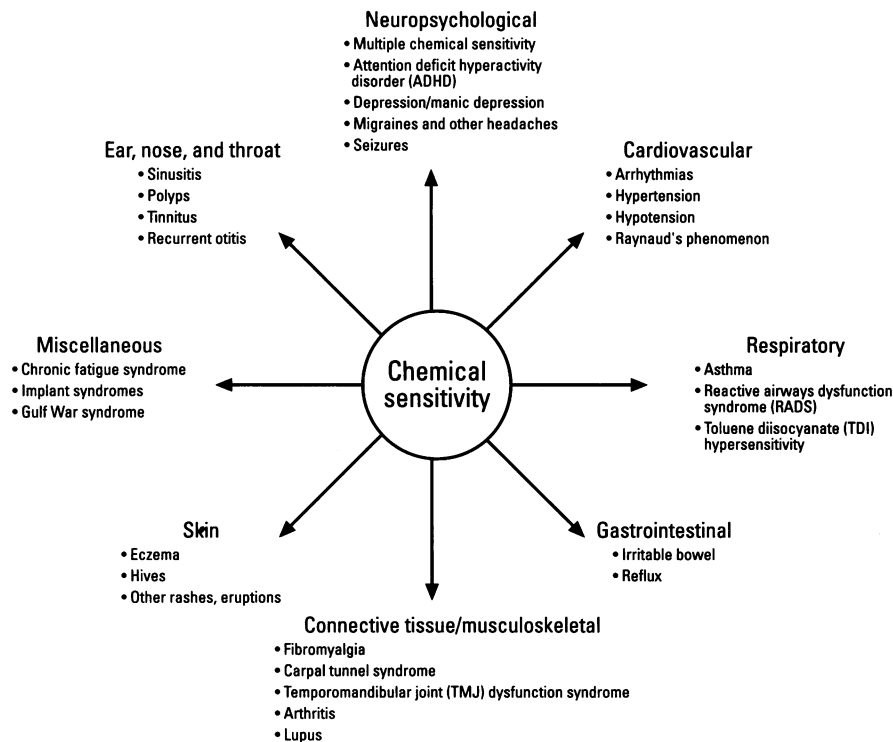 Neuropsychological
• Multiple chemical sensitivity
• Attention deficit hyperactivity
disorder (ADHD)
• Depression/manic depression
• Migraines and other headaches
• Seizures
Ear, nose, and throat
• Sinusitis
• Polyps
• Tinnitus
• Recurrent otitis
Cardiovascular
• Arrhythmias
• Hypertension
• Hypotension
• Raynaud's phenomenon
Miscellaneous
• Chronic fatigue syndrome
• Implant syndromes
• Gulf War syndrome
Chemical
sensitivity
Respiratory
• Asthma
• Reactive airways dysfunction
syndrome (RADS)
• Toluene diisocyanate (TDI)
hypersensitivity
Skin
• Eczema
• Hives
• Other rashes, eruptions
Gastrointestinal
• Irritable bowel
• Reflux
Connective tissue/musculoskeletal
• Fibromyalgia
• Carpal tunnel syndrome
• Temporomandibular joint (TMJ) dysfunction syndrome
• Arthritis
• Lupus